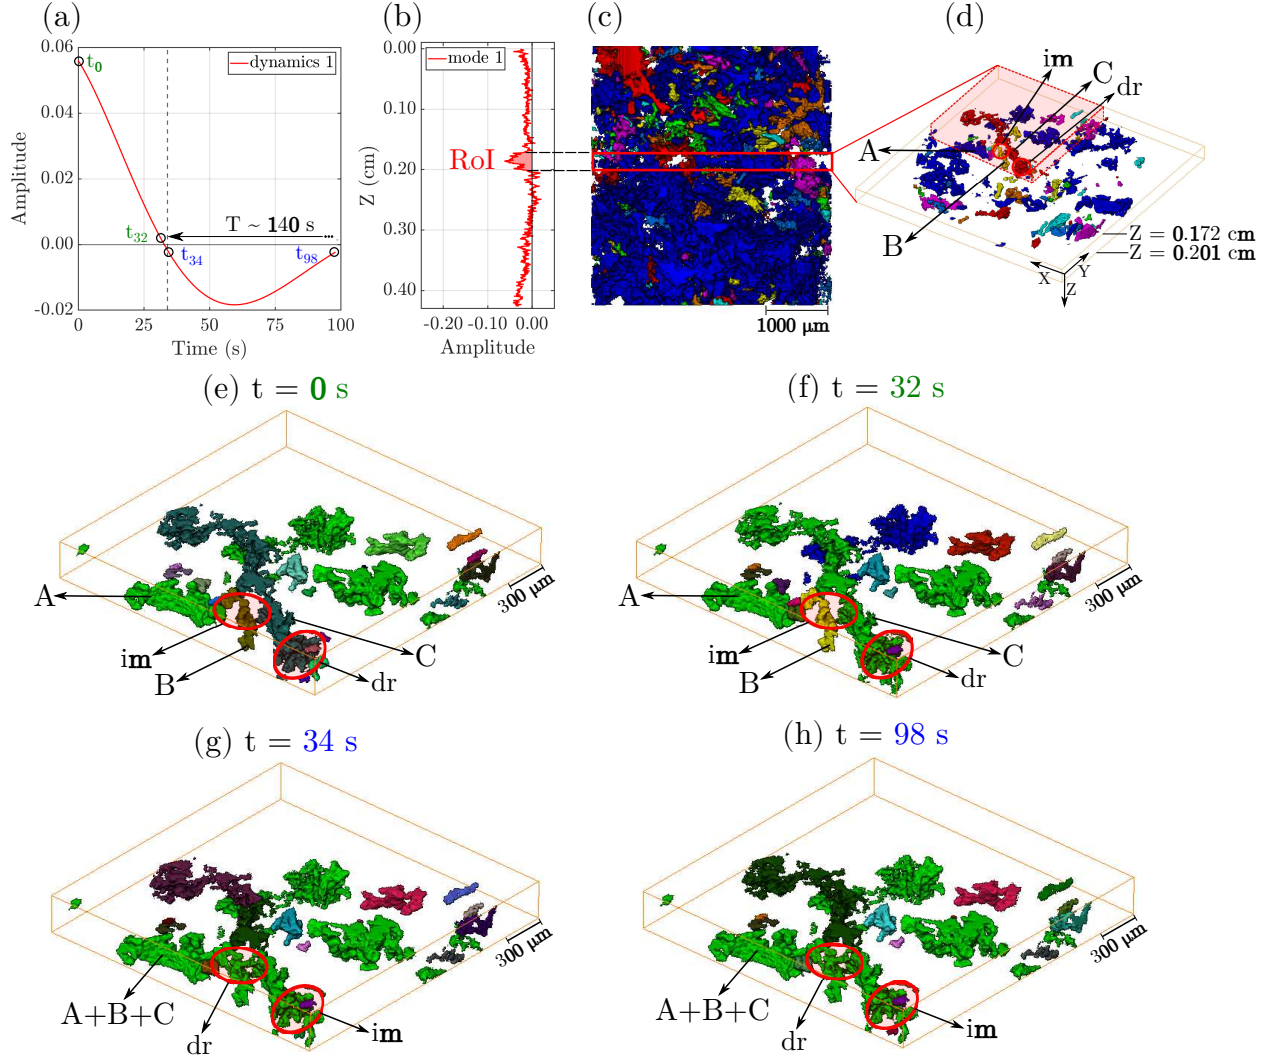 (a)
0.06
t0
dynamics 1
0.04
Amplitude
0.02
T ~ 140 s
t32
0.00
t34
t98
-0.02
0
25
50
75
100
Time (s)
(b)
0.00
mode 1
0.10
RoI
0.20
Z (cm)
0.30
0.40
-0.20 -0.10 0.00
Amplitude
(c)
1000 μm
(d)
im
C
dr
A
B
Z = 0.172 cm
Z = 0.201 cm
X
Y
Z
(e) t = 0 s
A
im
B
C
dr
300 μm
(f) t = 32 s
A
im
B
C
dr
300 μm
(g) t = 34 s
A+B+C
dr
im
300 μm
(h) t = 98 s
A+B+C
dr
im
300 μm